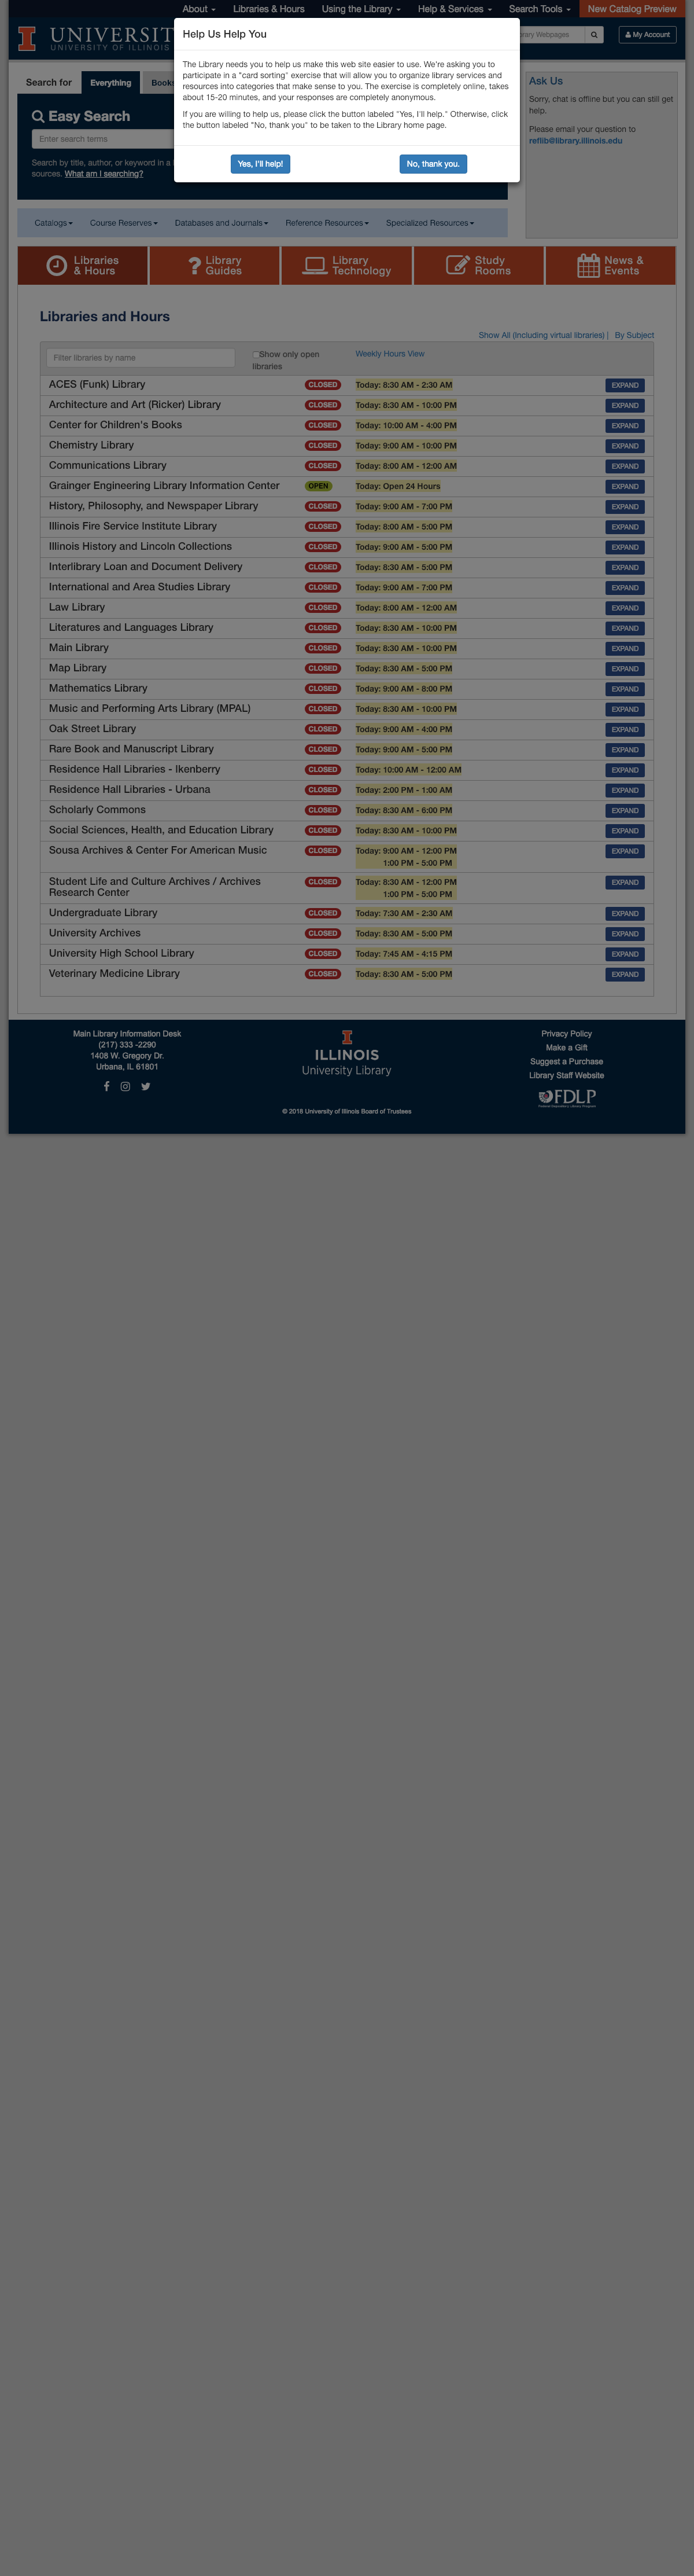 About
Libraries & Hours
Using the Library
Help & Services
Search Tools
New Catalog Preview
UNIVERSIT
UNIVERSITY OF ILLINOIS
Webpages
My Account
Help Us Help You
The Library needs you to help us make this web site easier to use. We're asking you to
participate in a "card sorting" exercise that will allow you to organize library services and
resources into categories that make sense to you. The exercise is completely online, takes
about 15-20 minutes, and your responses are completely anonymous.
If you are willing to help us, please click the button labeled "Yes, I'll help." Otherwise, click
the button labeled "No, thank you" to be taken to the Library home page.
Yes, I'll help!
No, thank you.
Search for
Everything
Books
Easy Search
Enter search terms
Search by title, author, or keyword in a
sources. What am I searching?
Ask Us
Sorry, chat is offline but you can still get
help.
Please email your question to
reflib@library.illinois.edu
Catalogs
Course Reserves
Databases and Journals
Reference Resources
Specialized Resources
Libraries
& Hours
Library
Guides
Library
Technology
Study
Rooms
News &
Events
Libraries and Hours
Show All (Including virtual libraries) | By Subject
Filter libraries by name
Show only open
libraries
Weekly Hours View
ACES (Funk) Library CLOSED Today: 8:30 AM - 2:30 AM EXPAND
Architecture and Art (Ricker) Library CLOSED Today: 8:30 AM - 10:00 PM EXPAND
Center for Children's Books CLOSED Today: 10:00 AM - 4:00 PM EXPAND
Chemistry Library CLOSED Today: 9:00 AM - 10:00 PM EXPAND
Communications Library CLOSED Today: 8:00 AM - 12:00 AM EXPAND
Grainger Engineering Library Information Center OPEN Today: Open 24 Hours EXPAND
History, Philosophy, and Newspaper Library CLOSED Today: 9:00 AM - 7:00 PM EXPAND
Illinois Fire Service Institute Library CLOSED Today: 8:00 AM - 5:00 PM EXPAND
Illinois History and Lincoln Collections CLOSED Today: 9:00 AM - 5:00 PM EXPAND
Interlibrary Loan and Document Delivery CLOSED Today: 8:30 AM - 5:00 PM EXPAND
International and Area Studies Library CLOSED Today: 9:00 AM - 7:00 PM EXPAND
Law Library CLOSED Today: 8:00 AM - 12:00 AM EXPAND
Literatures and Languages Library CLOSED Today: 8:30 AM - 10:00 PM EXPAND
Main Library CLOSED Today: 8:30 AM - 10:00 PM EXPAND
Map Library CLOSED Today: 8:30 AM - 5:00 PM EXPAND
Mathematics Library CLOSED Today: 9:00 AM - 8:00 PM EXPAND
Music and Performing Arts Library (MPAL) CLOSED Today: 8:30 AM - 10:00 PM EXPAND
Oak Street Library CLOSED Today: 9:00 AM - 4:00 PM EXPAND
Rare Book and Manuscript Library CLOSED Today: 9:00 AM - 5:00 PM EXPAND
Residence Hall Libraries - Ikenberry CLOSED Today: 10:00 AM - 12:00 AM EXPAND
Residence Hall Libraries - Urbana CLOSED Today: 2:00 PM - 1:00 AM EXPAND
Scholarly Commons CLOSED Today: 8:30 AM - 6:00 PM EXPAND
Social Sciences, Health, and Education Library CLOSED Today: 8:30 AM - 10:00 PM EXPAND
Sousa Archives & Center For American Music CLOSED Today: 9:00 AM - 12:00 PM EXPAND
1:00 PM - 5:00 PM
Student Life and Culture Archives / Archives CLOSED Today: 8:30 AM - 12:00 PM EXPAND
Research Center 1:00 PM - 5:00 PM
Undergraduate Library CLOSED Today: 7:30 AM - 2:30 AM EXPAND
University Archives CLOSED Today: 8:30 AM - 5:00 PM EXPAND
University High School Library CLOSED Today: 7:45 AM - 4:15 PM EXPAND
Veterinary Medicine Library CLOSED Today: 8:30 AM - 5:00 PM EXPAND
Main Library Information Desk
(217) 333 -2290
1408 W. Gregory Dr.
Urbana, IL 61801
ILLINOIS
University Library
© 2018 University of Illinois Board of Trustees
Privacy Policy
Make a Gift
Suggest a Purchase
Library Staff Website
FDLP